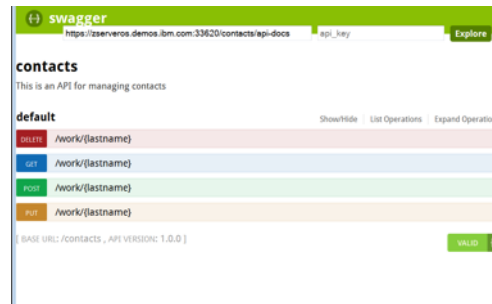 swagger
https://zserveros.demos.ibm.com:33620/contacts/api-docs api_key Explore
contacts
This is an API for managing contacts
default Show/Hide List Operations Expand Operatio
DELETE /work/{lastname}
GET /work/{lastname}
POST /work/{lastname}
PUT /work/{lastname}
[ BASE URL: /contacts , API VERSION: 1.0.0 ] VALID